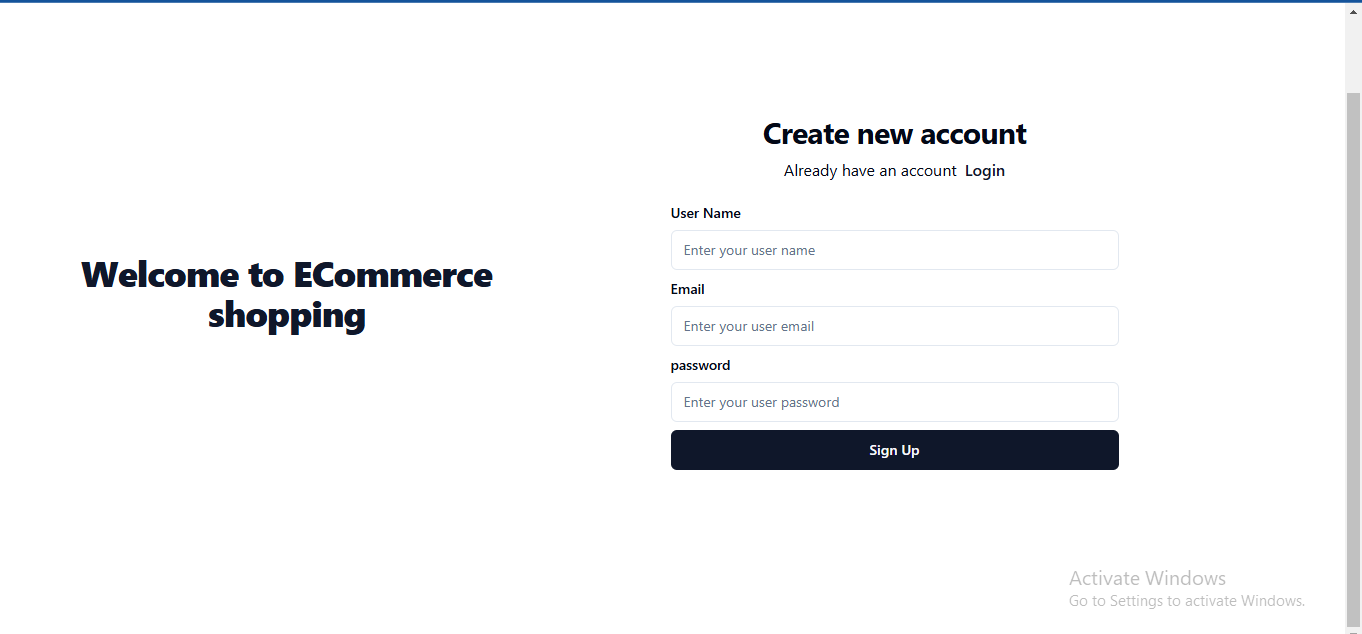 Create new account
Already have an account Login
Welcome to ECommerce
shopping
User Name
Enter your user name
Email
Enter your user email
password
Enter your user password
Sign Up
Activate Windows
Go to Settings to activate Windows.